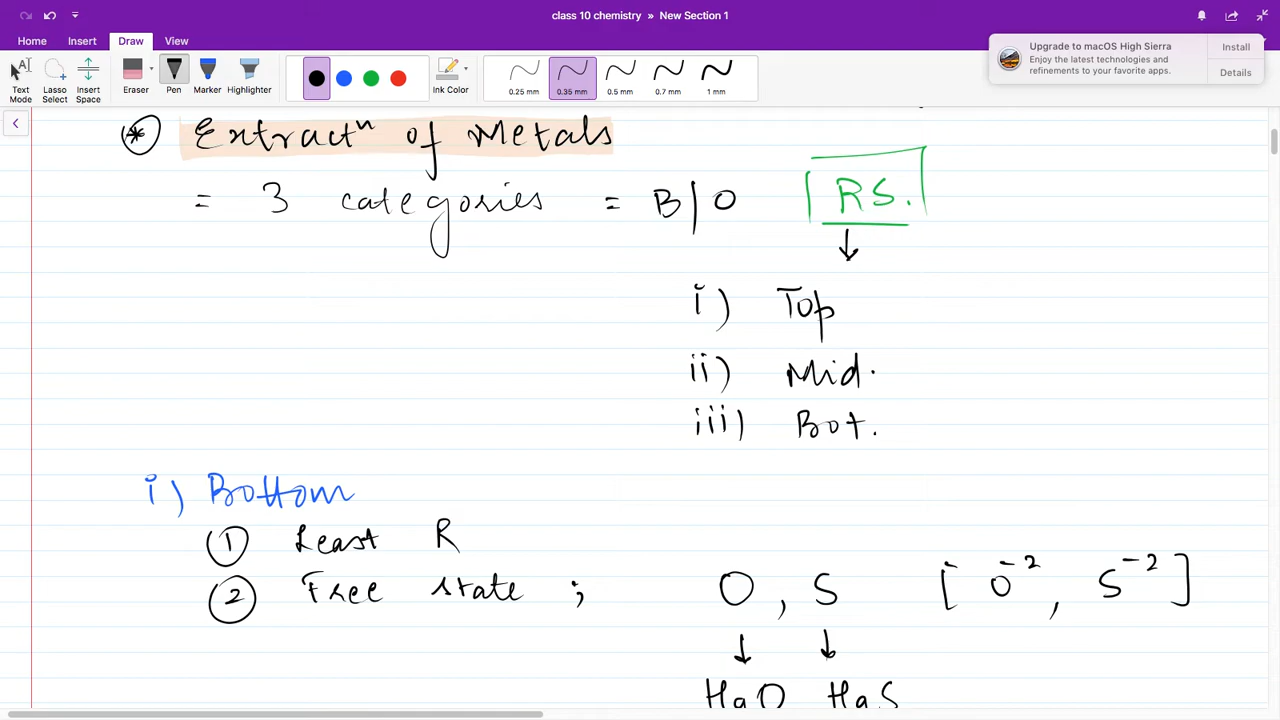 class 10 chemistry » New Section 1
Home Insert Draw View
Upgrade to macOS High Sierra
Enjoy the latest technologies and
refinements to your favorite apps.
Install
Details
Text Mode
Lasso Select
Insert Space
Eraser
Pen
Marker
Highlighter
Ink Color
0.25 mm 0.35 mm 0.5 mm 0.7 mm 1 mm
* Extractⁿ of Metals
= 3 categories = B|O RS.
i) Top
ii) Mid.
iii) Bot.
i) Bottom
① Least R
② Free state ; O, S [O⁻², S⁻²]
HgO HgS